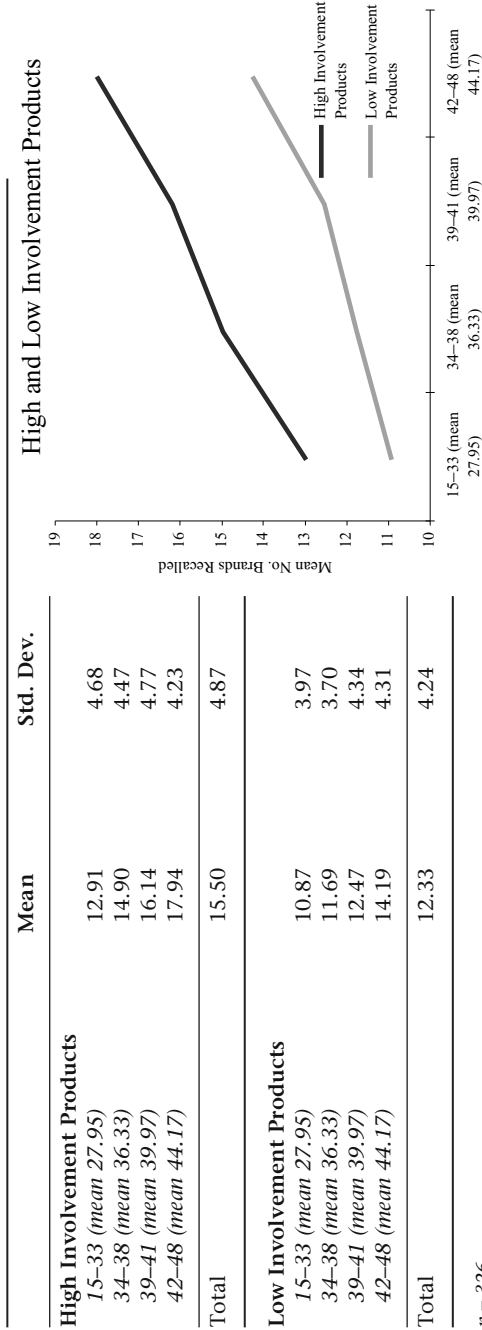 Mean Std. Dev.
High Involvement Products
15–33 (mean 27.95) 12.91 4.68
34–38 (mean 36.33) 14.90 4.47
39–41 (mean 39.97) 16.14 4.77
42–48 (mean 44.17) 17.94 4.23
Total 15.50 4.87
Low Involvement Products
15–33 (mean 27.95) 10.87 3.97
34–38 (mean 36.33) 11.69 3.70
39–41 (mean 39.97) 12.47 4.34
42–48 (mean 44.17) 14.19 4.31
Total 12.33 4.24
High and Low Involvement Products
Mean No. Brands Recalled
19
18
17
16
15
14
13
12
11
10
High Involvement
Products
Low Involvement
Products
15–33 (mean
27.95)
34–38 (mean
36.33)
39–41 (mean
39.97)
42–48 (mean
44.17)